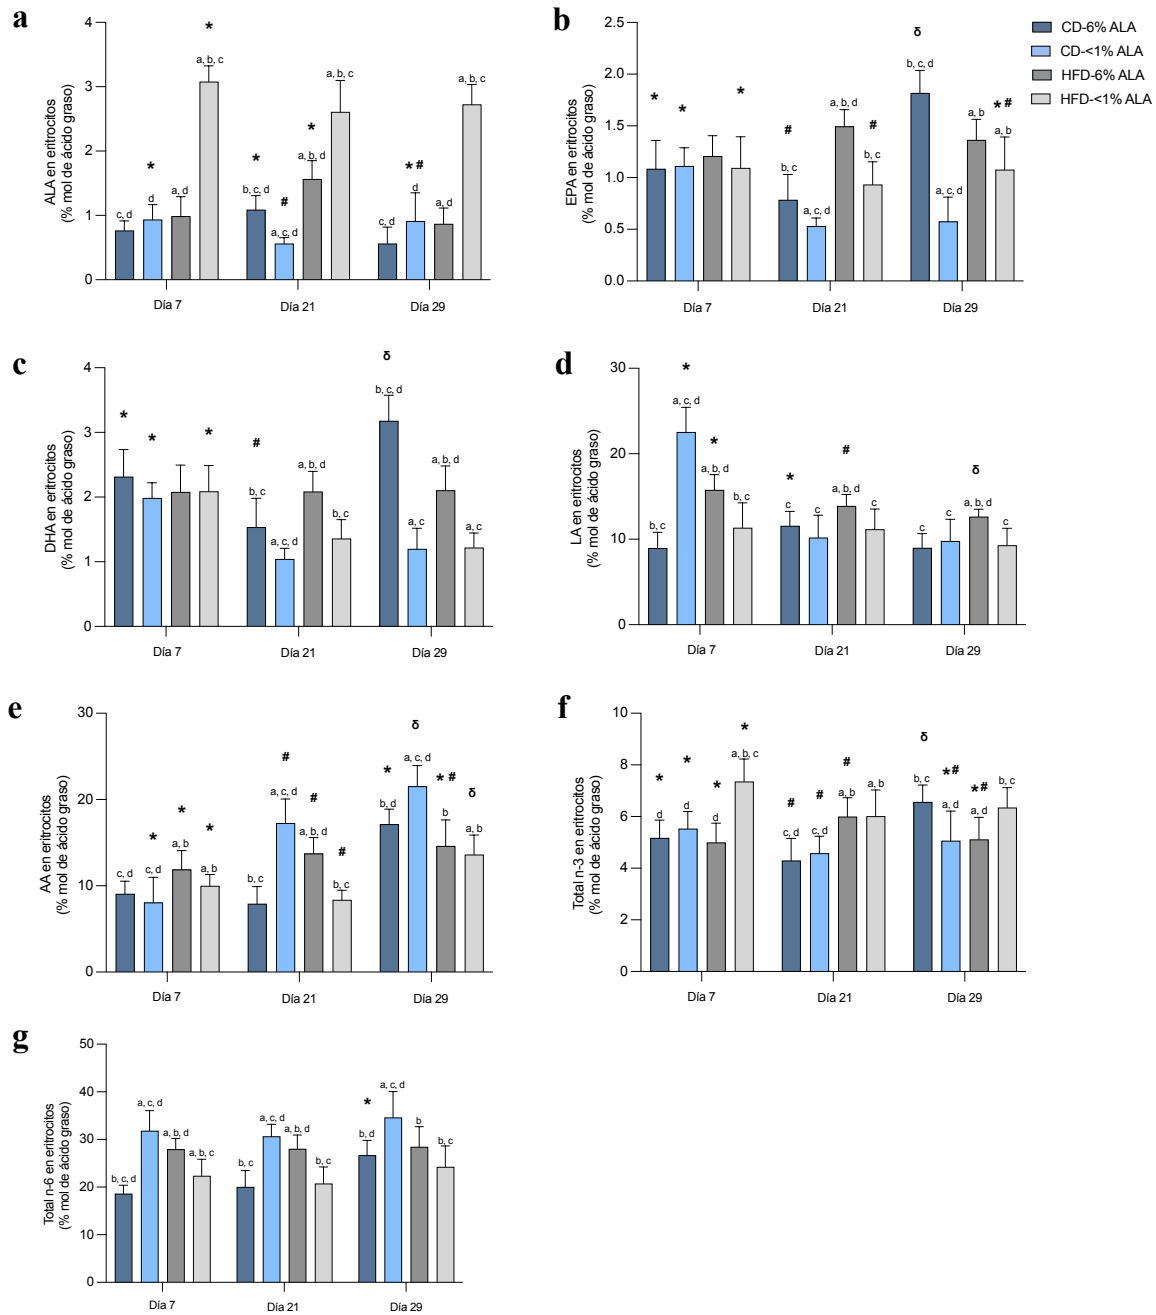 a
ALA en eritrocitos
(% mol de ácido graso)
4
3
2
1
0
c, d
*
d
a, d
*
a, b, c
*
b, c, d
#
a, c, d
*
a, b, d
a, b, c
c, d
* #
d
c, d
a, b, c
Día 7
Día 21
Día 29
b
EPA en eritrocitos
(% mol de ácido graso)
2.5
2.0
1.5
1.0
0.5
0.0
*
*
*
#
b, c, d
a, c, d
a, b, d
#
b, c
δ
b, c, d
a, c, d
a, b
* #
a, b
Día 7
Día 21
Día 29
CD-6% ALA
CD-<1% ALA
HFD-6% ALA
HFD-<1% ALA
c
DHA en eritrocitos
(% mol de ácido graso)
4
3
2
1
0
*
*
*
#
b, c
a, c, d
a, b, d
b, c
δ
b, c, d
a, c
a, b, d
a, c
Día 7
Día 21
Día 29
d
LA en eritrocitos
(% mol de ácido graso)
30
20
10
0
b, c
*
a, c, d
*
a, b, d
b, c
*
c
c
#
a, b, d
c
c
c
δ
a, b, d
c
Día 7
Día 21
Día 29
e
AA en eritrocitos
(% mol de ácido graso)
30
20
10
0
c, d
*
c, d
*
a, b
*
a, b
b, c
#
a, c, d
#
a, b, d
#
b, c
*
b, d
δ
a, c, d
* #
b
δ
a, b
Día 7
Día 21
Día 29
f
Total n-3 en eritrocitos
(% mol de ácido graso)
10
8
6
4
2
0
*
d
*
d
*
d
*
a, b, c
#
c, d
#
c, d
#
a, b
a, b
δ
b, c
* #
a, d
* #
a, d
b, c
Día 7
Día 21
Día 29
g
Total n-6 en eritrocitos
(% mol de ácido graso)
50
40
30
20
10
0
b, c, d
a, c, d
a, b, d
a, b, c
b, c
a, c, d
a, b, d
b, c
*
b, d
a, c, d
b
b, c
Día 7
Día 21
Día 29